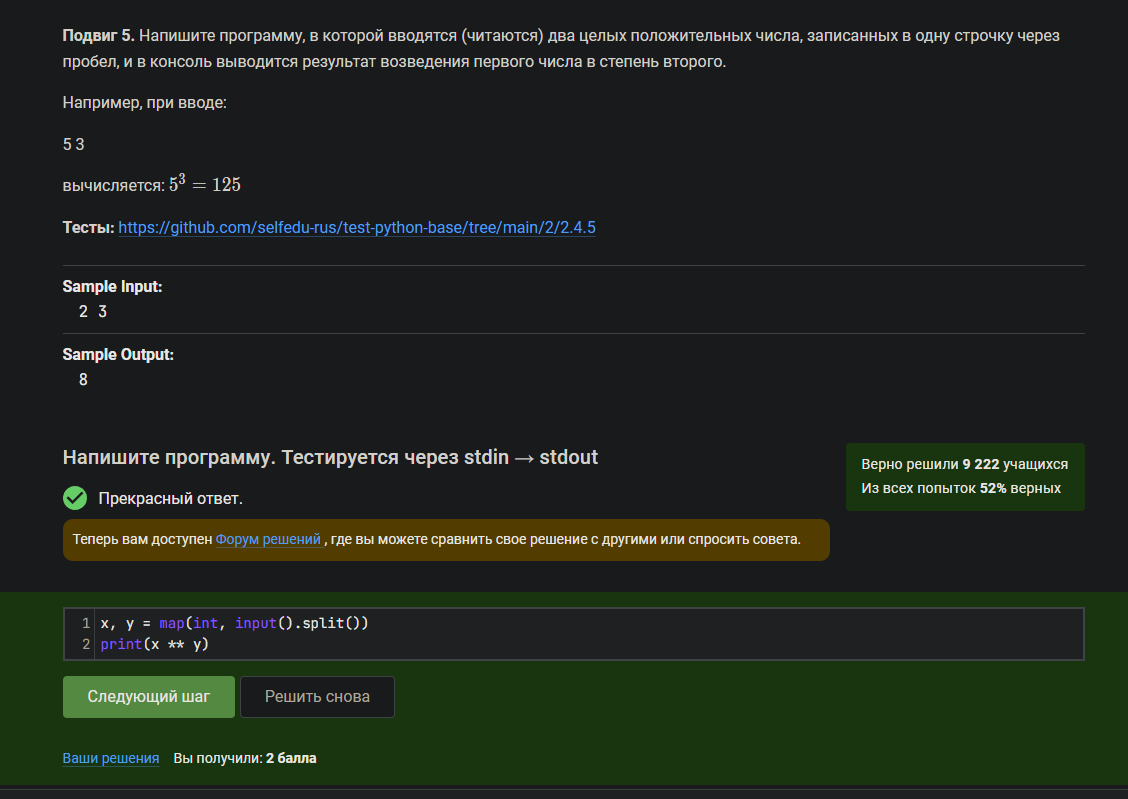 Подвиг 5. Напишите программу, в которой вводятся (читаются) два целых положительных числа, записанных в одну строчку через
пробел, и в консоль выводится результат возведения первого числа в степень второго.
Например, при вводе:
5 3
вычисляется: 5³ = 125
Тесты: https://github.com/selfedu-rus/test-python-base/tree/main/2/2.4.5
Sample Input:
2 3
Sample Output:
8
Напишите программу. Тестируется через stdin → stdout
Верно решили 9 222 учащихся
Из всех попыток 52% верных
Прекрасный ответ.
Теперь вам доступен Форум решений , где вы можете сравнить свое решение с другими или спросить совета.
1 x, y = map(int, input().split())
2 print(x ** y)
Следующий шаг
Решить снова
Ваши решения Вы получили: 2 балла